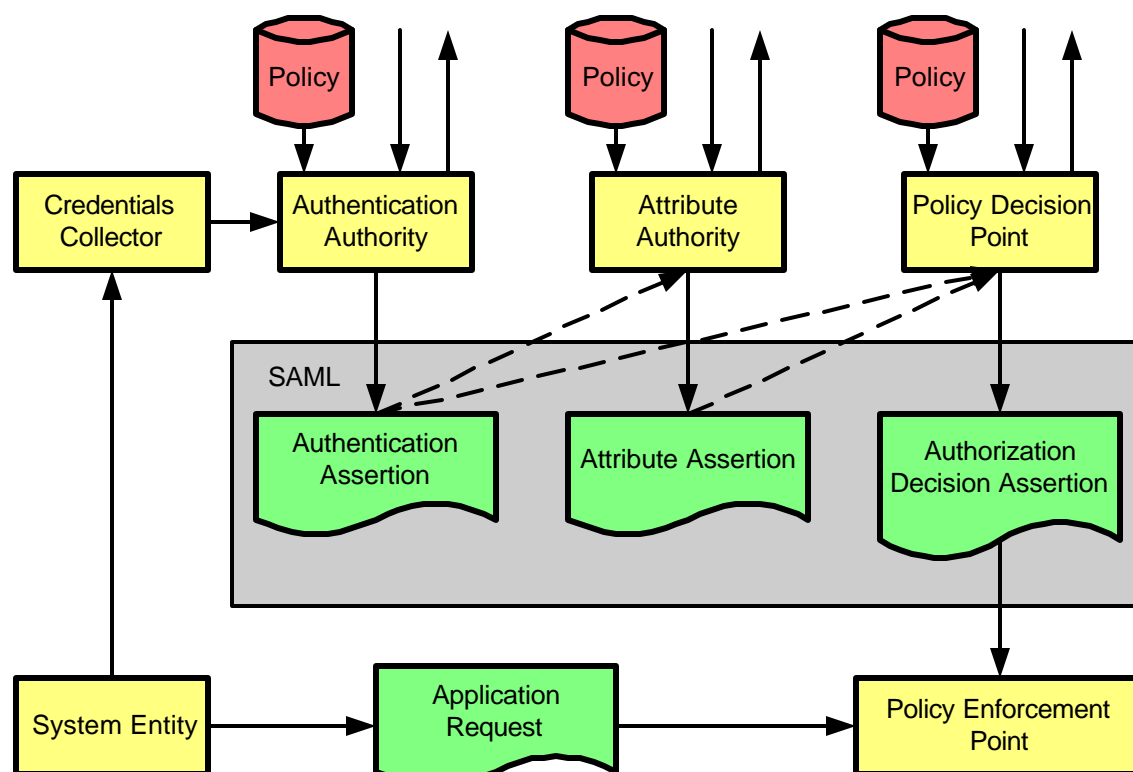 Policy
Policy
Policy
Credentials
Collector
Authentication
Authority
Attribute
Authority
Policy Decision
Point
SAML
Authentication
Assertion
Attribute Assertion
Authorization
Decision Assertion
System Entity
Application
Request
Policy Enforcement
Point